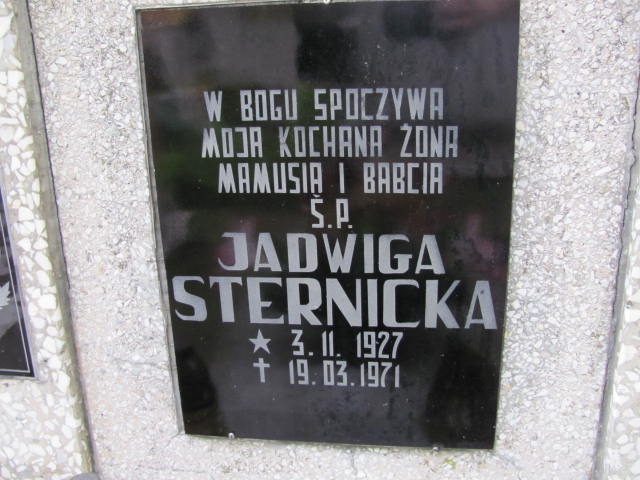 W BOGU SPOCZYWA
MOJA KOCHANA ŻONA
MAMUSIA I BABCIA
Ś.P.
JADWIGA
STERNICKA
★ 3.11.1927
✝ 19.03.1971